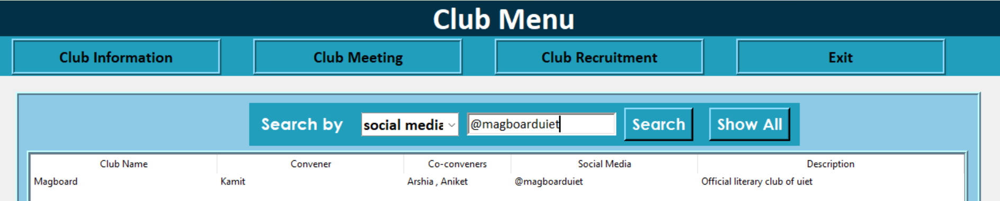 Club Menu
Club Information Club Meeting Club Recruitment Exit
Search by social media @magboarduiet Search Show All
Club Name Convener Co-conveners Social Media Description
Magboard Kamit Arshia , Aniket @magboarduiet Official literary club of uiet